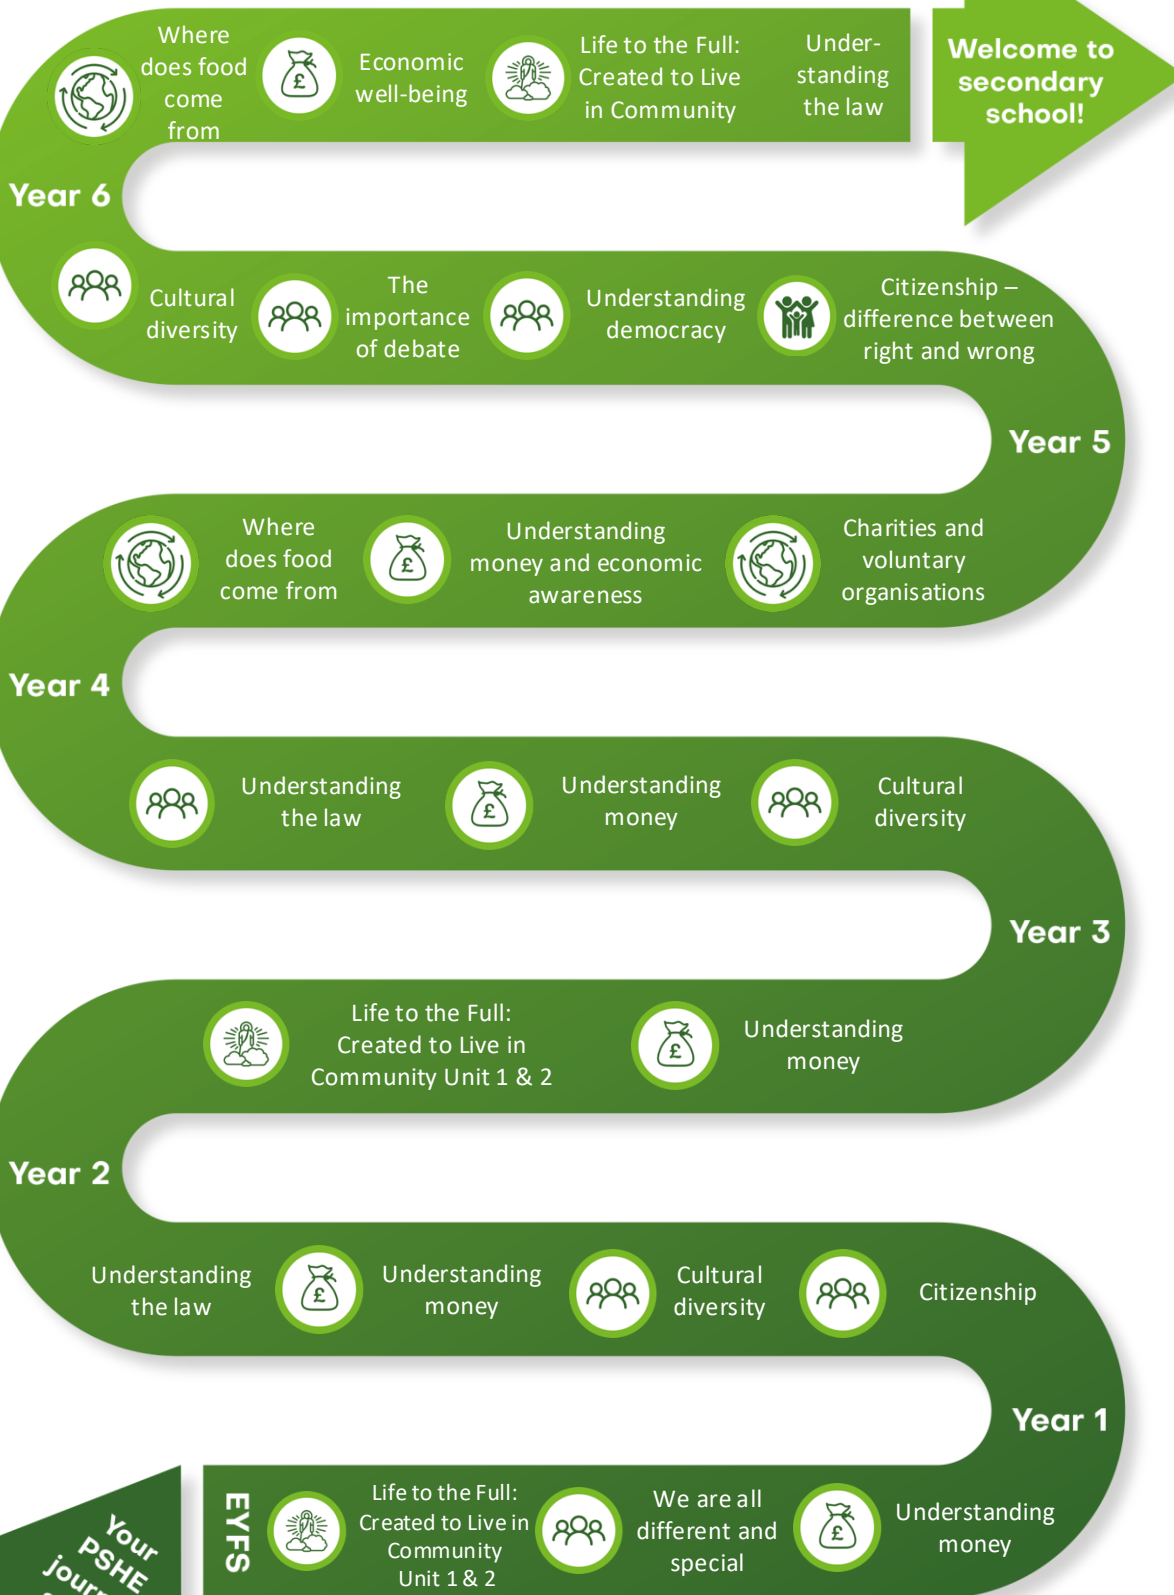 Where
does food
come
from
Economic
well-being
Life to the Full:
Created to Live
in Community
Under-
standing
the law
Welcome to
secondary
school!
Year 6
Cultural
diversity
The
importance
of debate
Understanding
democracy
Citizenship –
difference between
right and wrong
Year 5
Where
does food
come from
Understanding
money and economic
awareness
Charities and
voluntary
organisations
Year 4
Understanding
the law
Understanding
money
Cultural
diversity
Year 3
Life to the Full:
Created to Live in
Community Unit 1 & 2
Understanding
money
Year 2
Understanding
the law
Understanding
money
Cultural
diversity
Citizenship
Year 1
EYFS
Life to the Full:
Created to Live in
Community
Unit 1 & 2
We are all
different and
special
Understanding
money
Your
PSHE